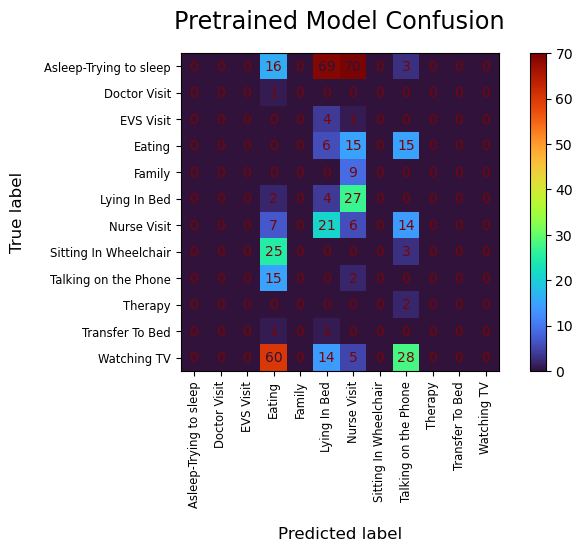 Pretrained Model Confusion
Asleep-Trying to sleep 0 0 0 16 0 69 70 0 3 0 0 0
Doctor Visit 0 0 0 1 0 0 0 0 0 0 0 0
EVS Visit 0 0 0 0 0 4 0 0 0 0 0
Eating 0 0 0 0 0 6 15 0 15 0 0 0
Family 0 0 0 0 0 0 9 0 0 0 0 0
Lying In Bed 0 0 0 2 0 4 27 0 0 0 0 0
Nurse Visit 0 0 0 7 0 21 6 0 14 0 0 0
Sitting In Wheelchair 0 0 0 25 0 0 0 0 3 0 0 0
Talking on the Phone 0 0 0 15 0 0 2 0 0 0 0 0
Therapy 0 0 0 0 0 0 0 0 2 0 0 0
Transfer To Bed 0 0 0 1 0 0 0 0 0 0 0
Watching TV 0 0 0 60 0 14 5 0 28 0 0 0
Asleep-Trying to sleep
Doctor Visit
EVS Visit
Eating
Family
Lying In Bed
Nurse Visit
Sitting In Wheelchair
Talking on the Phone
Therapy
Transfer To Bed
Watching TV
Predicted label
True label
70
60
50
40
30
20
10
0